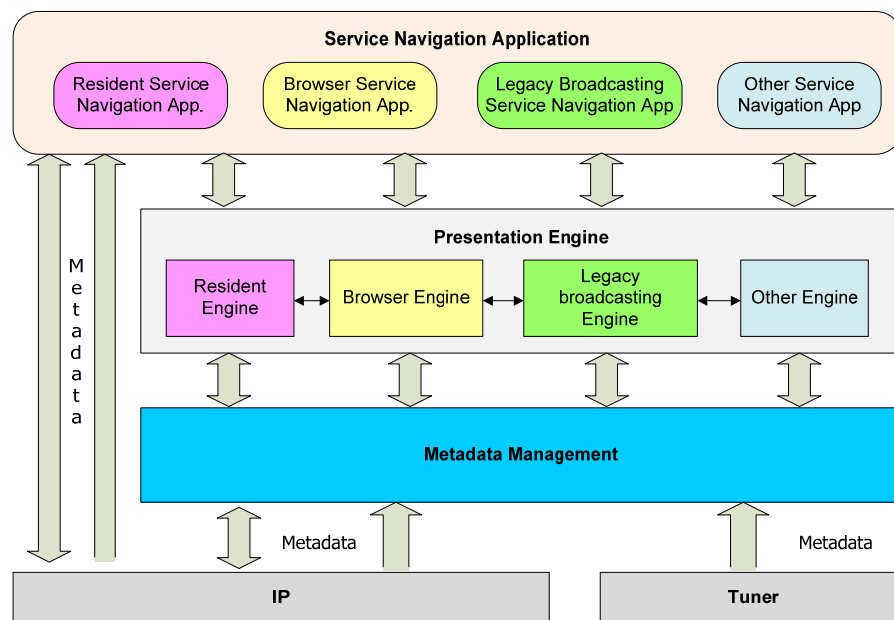 Service Navigation Application
Resident Service
Navigation App.
Browser Service
Navigation App.
Legacy Broadcasting
Service Navigation App
Other Service
Navigation App
Metadata
Presentation Engine
Resident
Engine
Browser Engine
Legacy
broadcasting
Engine
Other Engine
Metadata Management
Metadata
Metadata
IP
Tuner